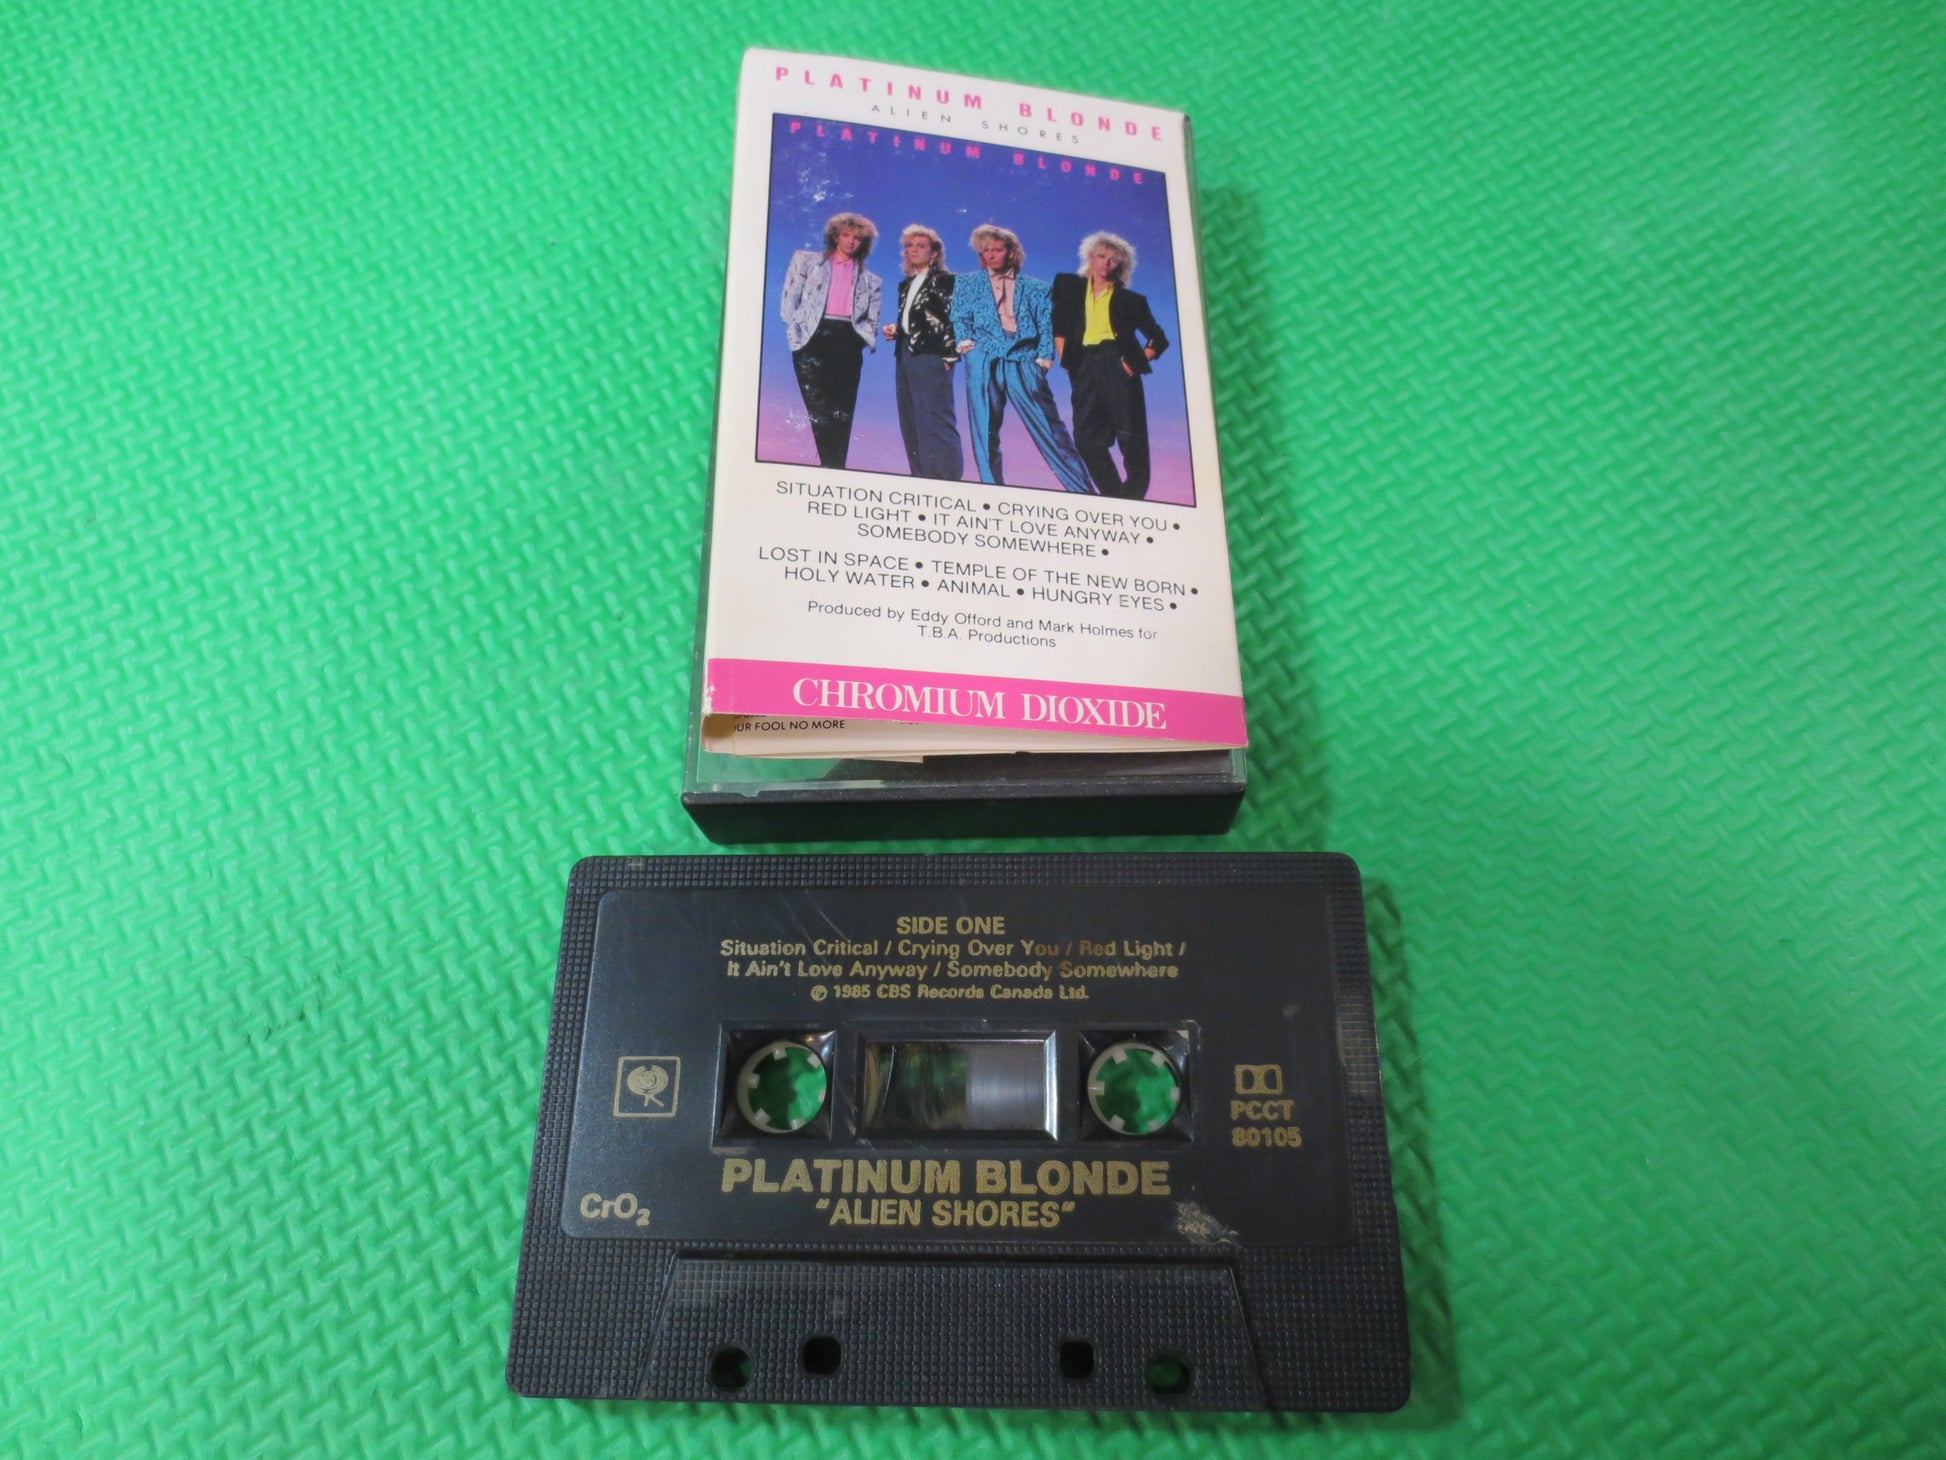 PLATINUM BLONDE
ALIEN SHORES
PLATINUM BLONDE
SITUATION CRITICAL • CRYING OVER YOU •
RED LIGHT • IT AIN'T LOVE ANYWAY •
SOMEBODY SOMEWHERE •
LOST IN SPACE • TEMPLE OF THE NEW BORN •
HOLY WATER • ANIMAL • HUNGRY EYES •
Produced by Eddy Offord and Mark Holmes for
T.B.A. Productions
CHROMIUM DIOXIDE
FOOL NO MORE
SIDE ONE
Situation Critical / Crying Over You / Red Light /
It Ain't Love Anyway / Somebody Somewhere
℗ 1985 CBS Records Canada Ltd.
PCCT
80105
PLATINUM BLONDE
"ALIEN SHORES"
CrO₂